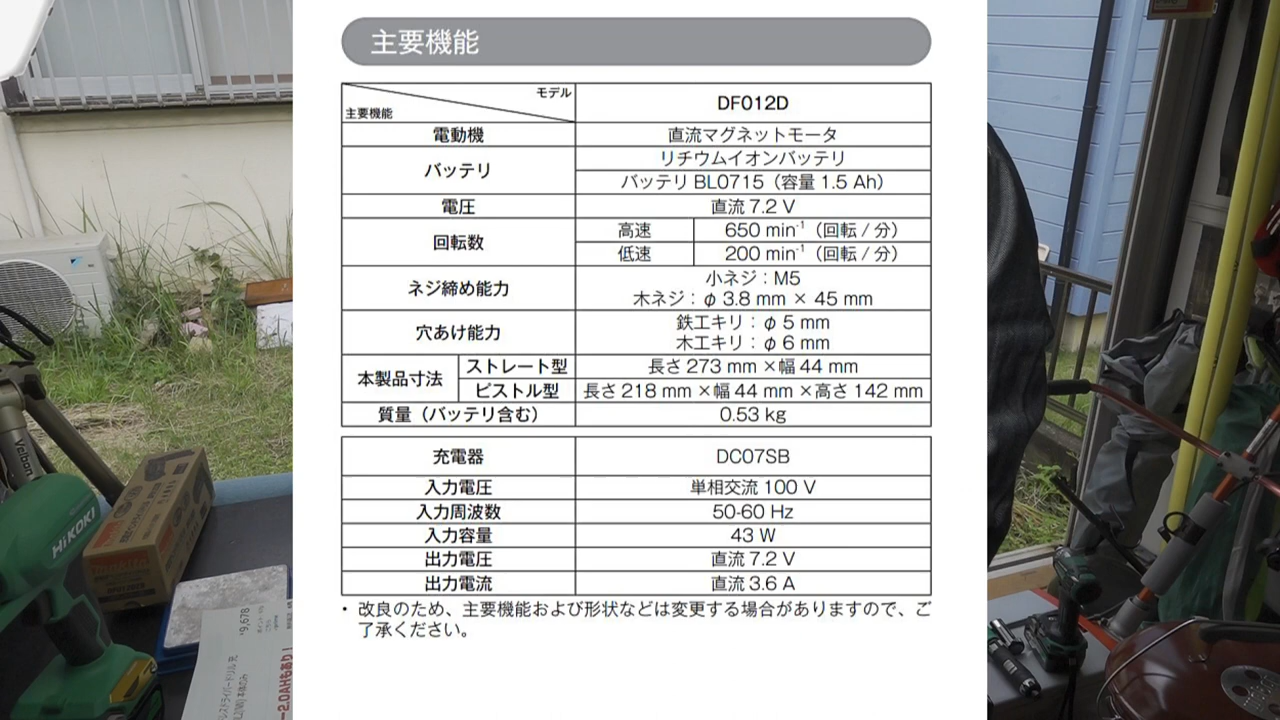 主要機能
モデル
主要機能
DF012D
電動機 直流マグネットモータ
バッテリ リチウムイオンバッテリ
バッテリ BL0715（容量 1.5 Ah）
電圧 直流 7.2 V
回転数 高速 650 min-1（回転 / 分）
低速 200 min-1（回転 / 分）
ネジ締め能力 小ネジ：M5
木ネジ：φ 3.8 mm × 45 mm
穴あけ能力 鉄工キリ：φ 5 mm
木工キリ：φ 6 mm
本製品寸法 ストレート型 長さ 273 mm ×幅 44 mm
ピストル型 長さ 218 mm ×幅 44 mm ×高さ 142 mm
質量（バッテリ含む） 0.53 kg
充電器 DC07SB
入力電圧 単相交流 100 V
入力周波数 50-60 Hz
入力容量 43 W
出力電圧 直流 7.2 V
出力電流 直流 3.6 A
・ 改良のため、主要機能および形状などは変更する場合がありますので、ご
了承ください。
Velbon
HiKOKI
makita
¥9,678